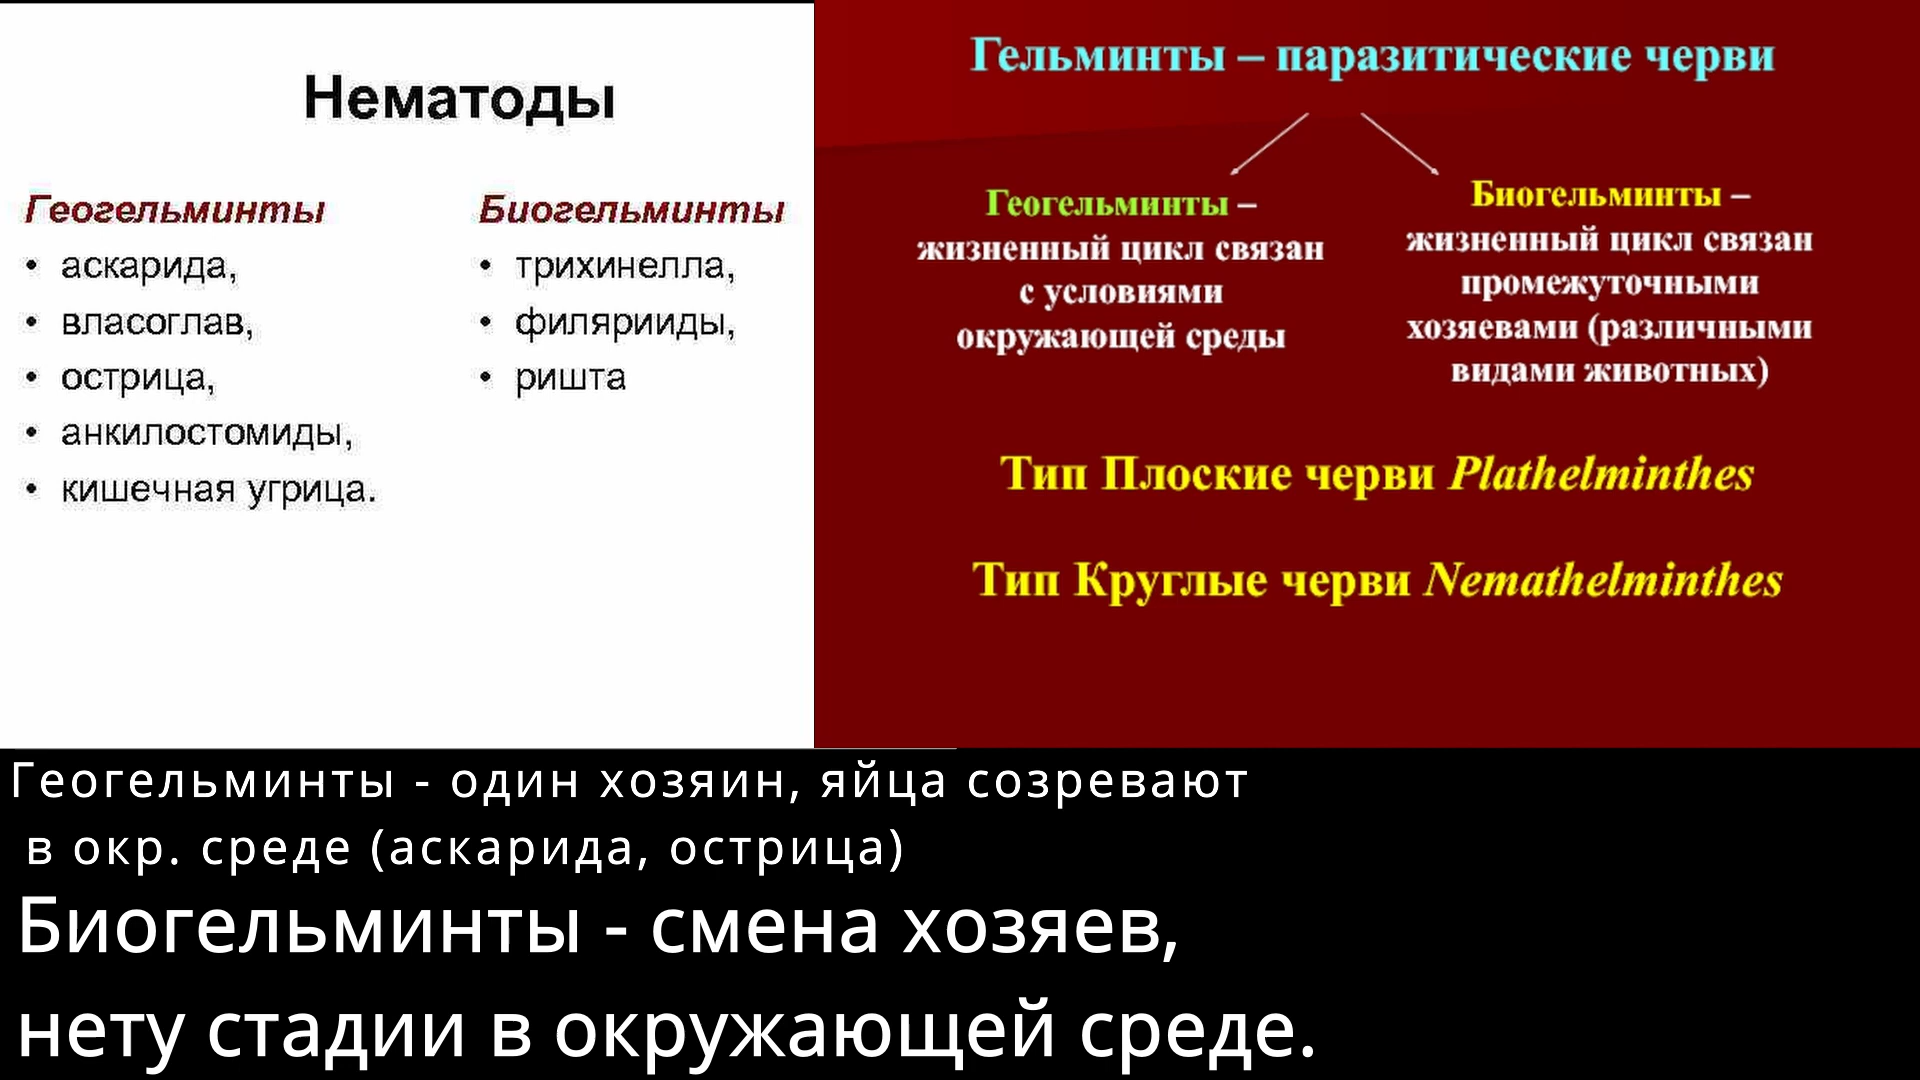 Нематоды
Геогельминты
• аскарида,
• власоглав,
• острица,
• анкилостомиды,
• кишечная угрица.
Биогельминты
• трихинелла,
• филярииды,
• ришта
Гельминты – паразитические черви
Геогельминты –
жизненный цикл связан
с условиями
окружающей среды
Биогельминты –
жизненный цикл связан
промежуточными
хозяевами (различными
видами животных)
Тип Плоские черви Plathelminthes
Тип Круглые черви Nemathelminthes
Геогельминты - один хозяин, яйца созревают
в окр. среде (аскарида, острица)
Биогельминты - смена хозяев,
нету стадии в окружающей среде.